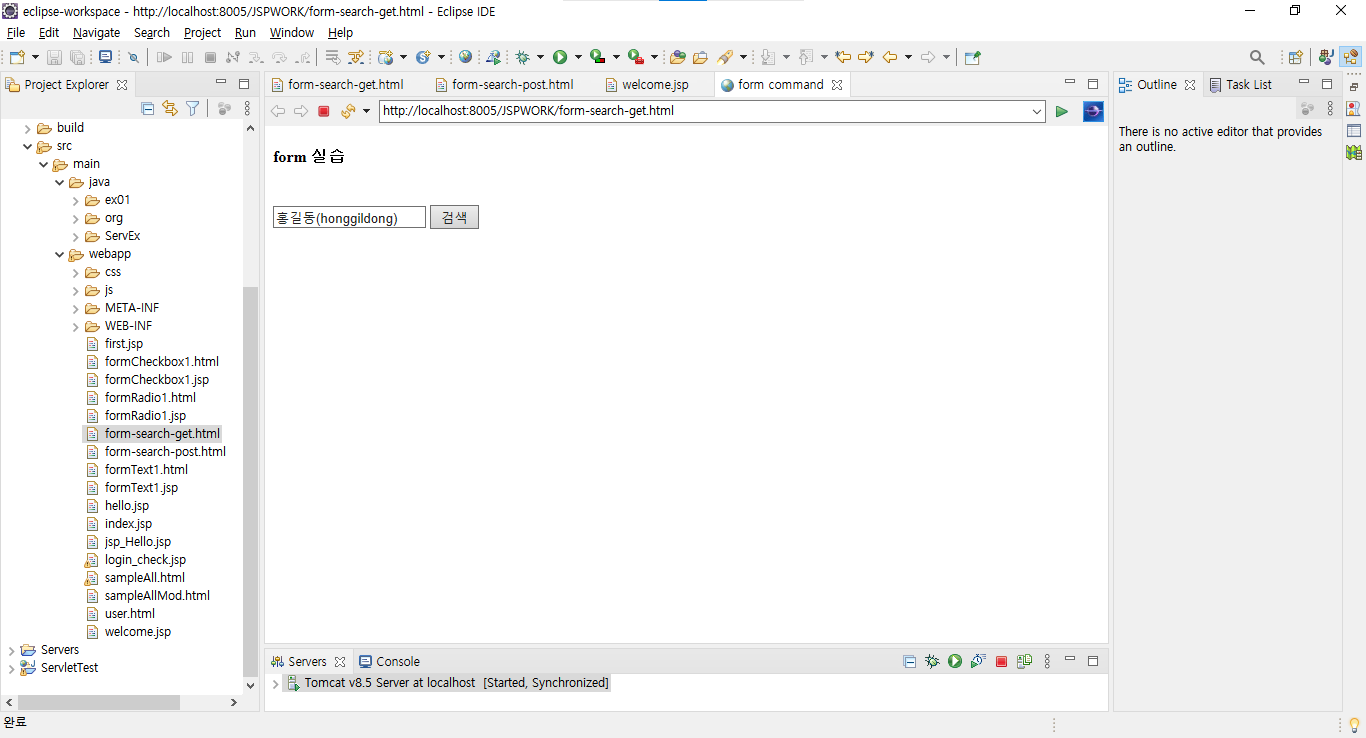 eclipse-workspace - http://localhost:8005/JSPWORK/form-search-get.html - Eclipse IDE
File Edit Navigate Search Project Run Window Help
Project Explorer
build
src
main
java
ex01
org
ServEx
webapp
css
js
META-INF
WEB-INF
first.jsp
formCheckbox1.html
formCheckbox1.jsp
formRadio1.html
formRadio1.jsp
form-search-get.html
form-search-post.html
formText1.html
formText1.jsp
hello.jsp
index.jsp
jsp_Hello.jsp
login_check.jsp
sampleAll.html
sampleAllMod.html
user.html
welcome.jsp
Servers
ServletTest
form-search-get.html form-search-post.html welcome.jsp form command
http://localhost:8005/JSPWORK/form-search-get.html
form 실습
홍길동(honggildong) 검색
Servers Console
Tomcat v8.5 Server at localhost [Started, Synchronized]
Outline Task List
There is no active editor that provides
an outline.
완료